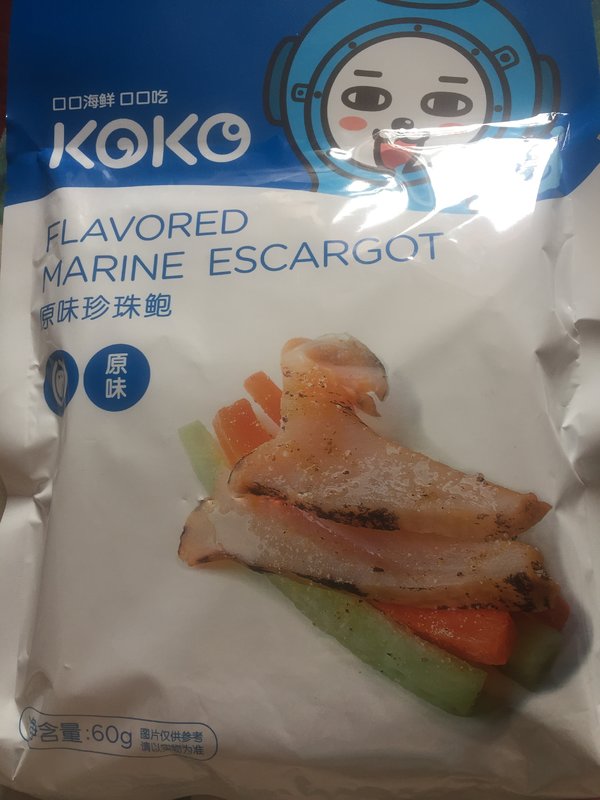 口口海鲜 口口吃
KOKO
FLAVORED
MARINE ESCARGOT
原味珍珠鲍
原味
含量:60g
图片仅供参考
请以实物为准